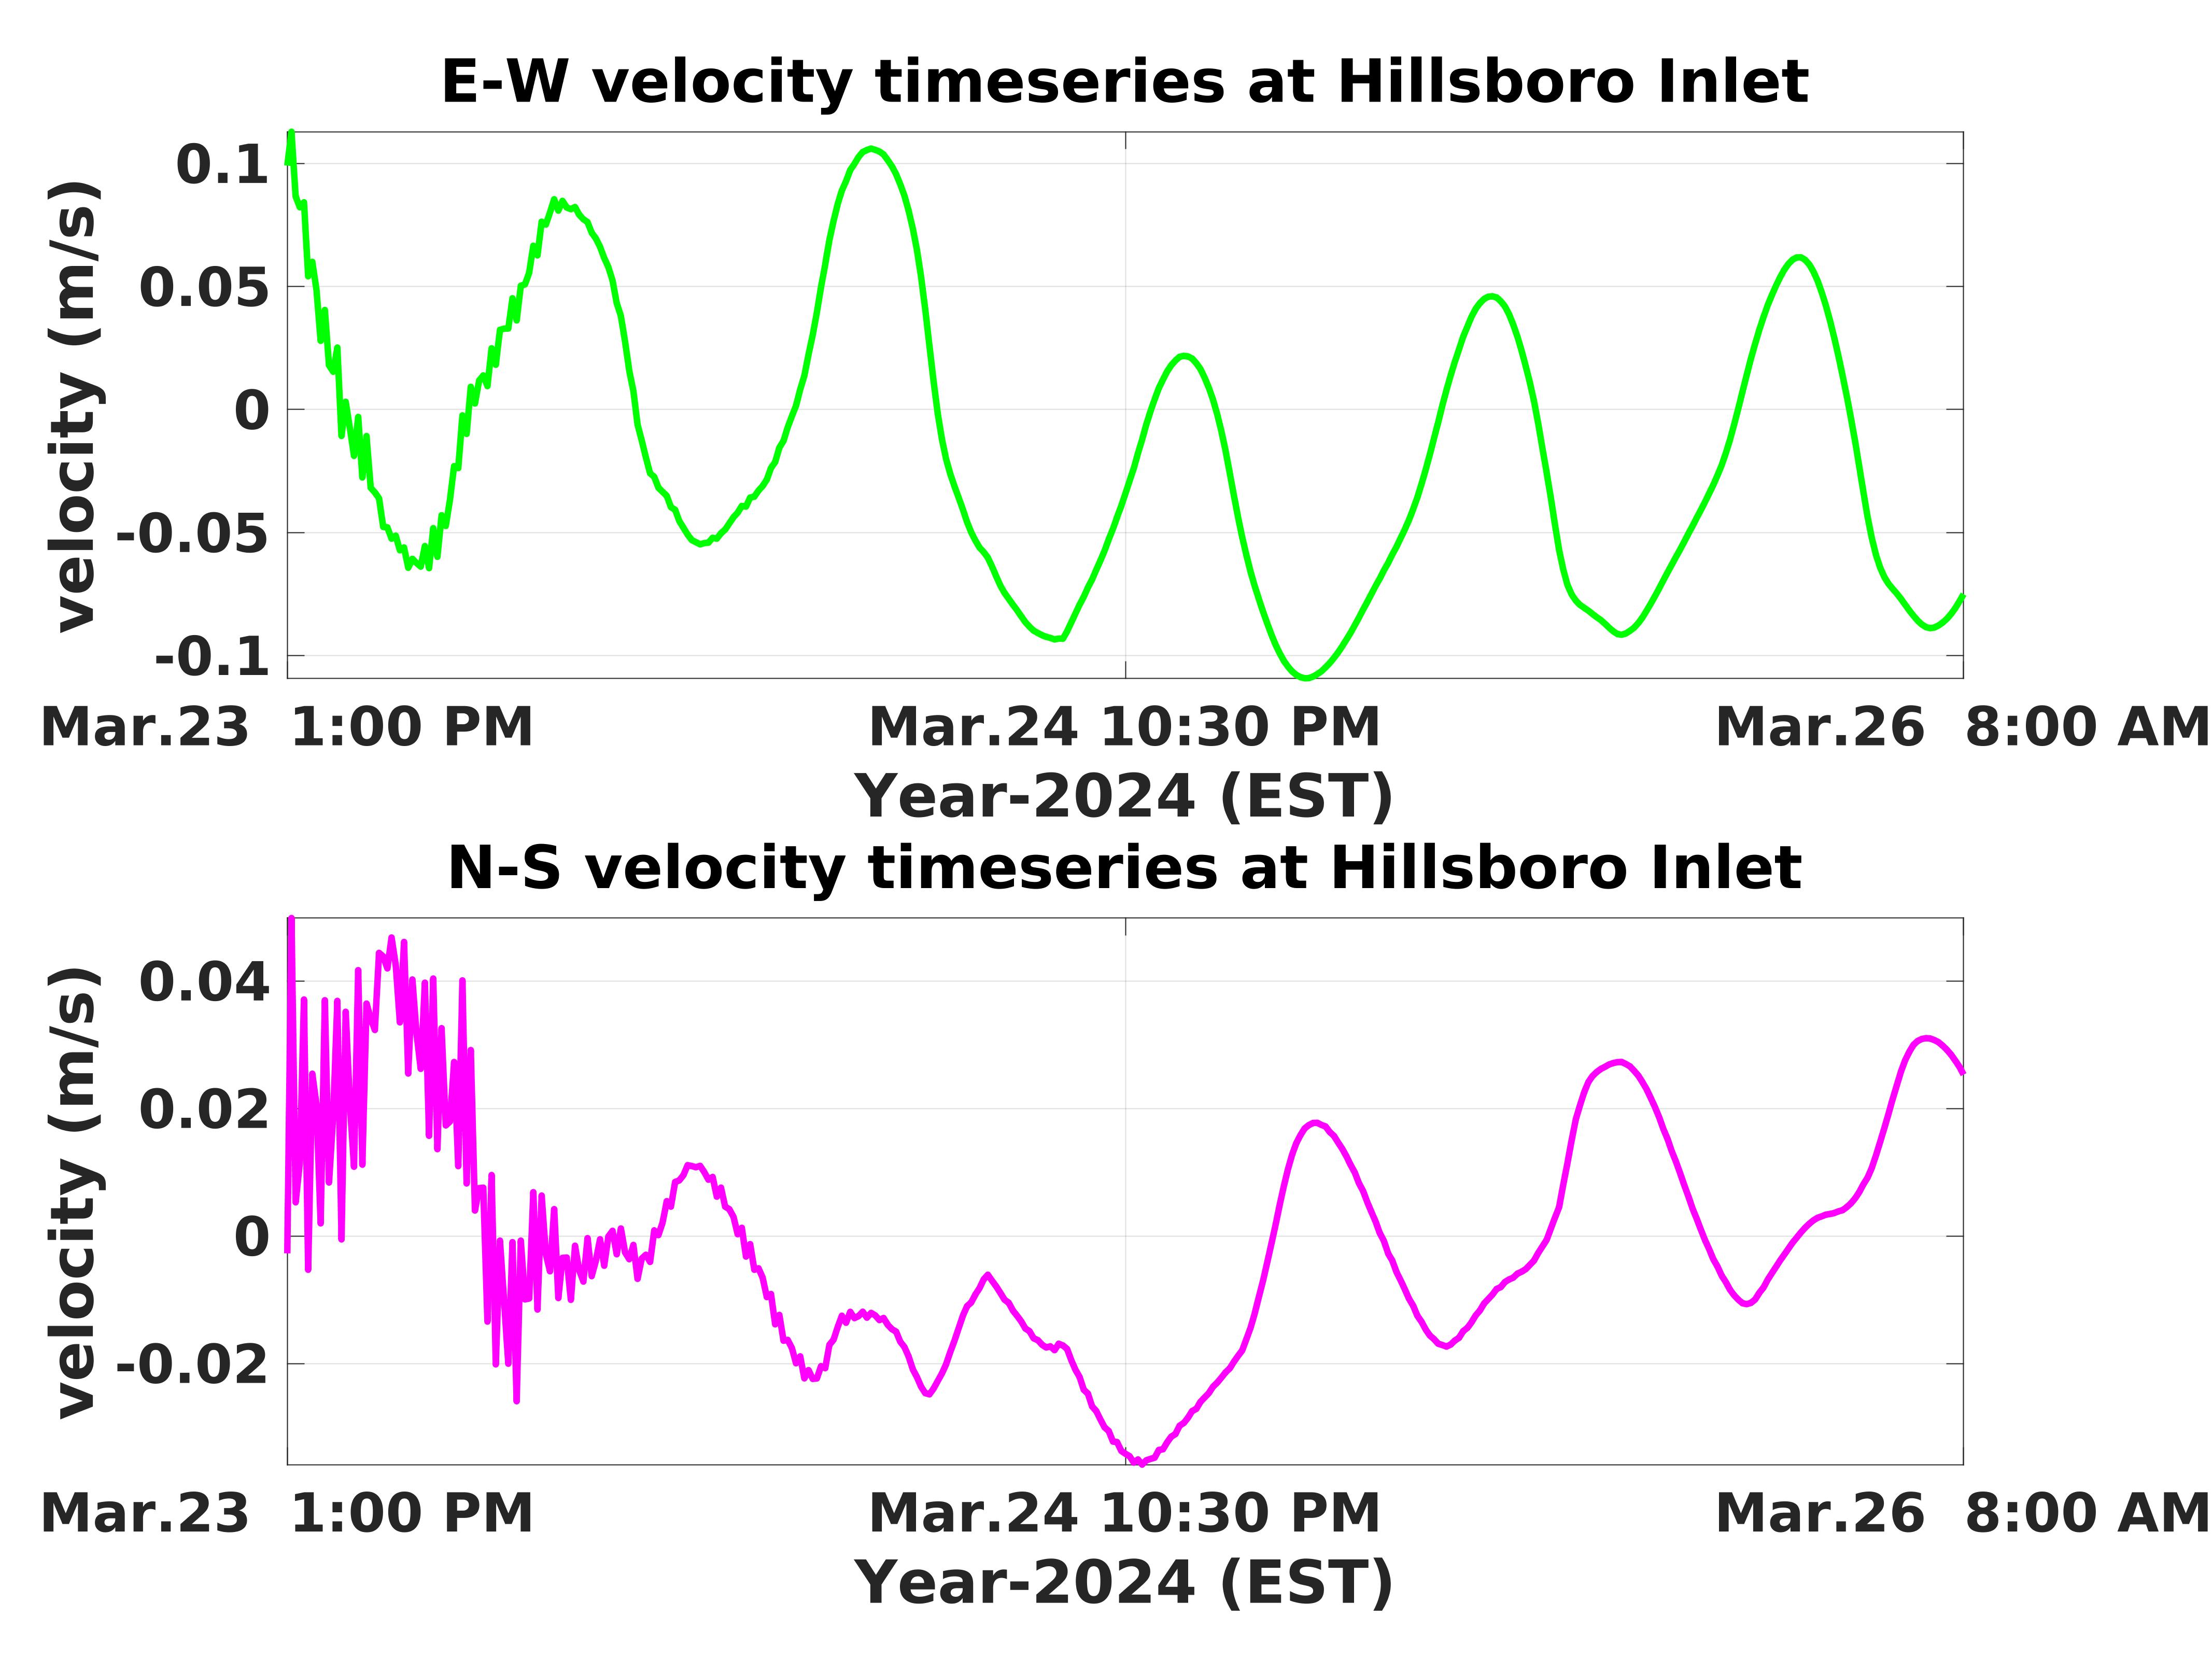 E-W velocity timeseries at Hillsboro Inlet
velocity (m/s)
0.1
0.05
0
-0.05
-0.1
Mar.23  1:00 PM Mar.24 10:30 PM Mar.26  8:00 AM
Year-2024 (EST)
N-S velocity timeseries at Hillsboro Inlet
velocity (m/s)
0.04
0.02
0
-0.02
Mar.23  1:00 PM Mar.24 10:30 PM Mar.26  8:00 AM
Year-2024 (EST)